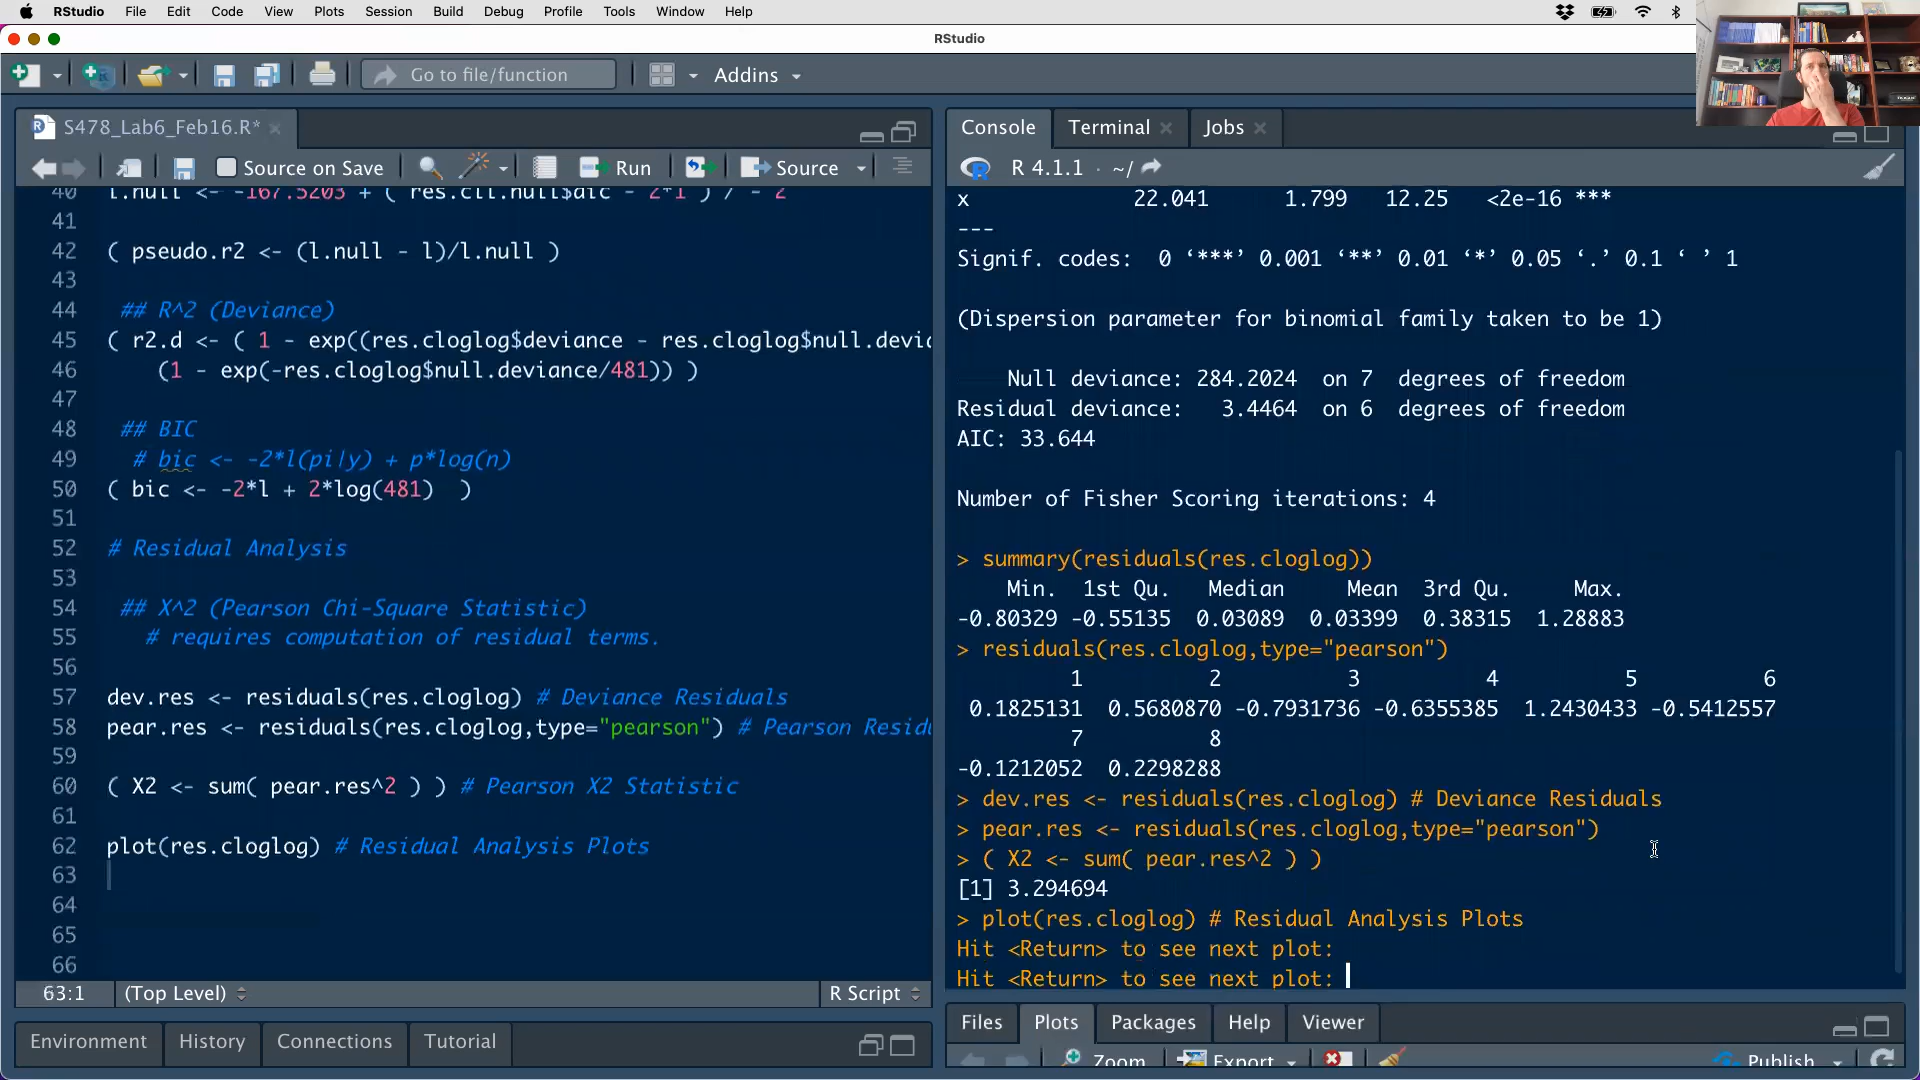 RStudio File Edit Code View Plots Session Build Debug Profile Tools Window Help
RStudio
Go to file/function
Addins
S478_Lab6_Feb16.R*
Source on Save
Run
Source
40 l.null <- -167.5203 + ( res.cll.null$aic - 2*1 ) / - 2
41
42 ( pseudo.r2 <- (l.null - l)/l.null )
43
44 ## R^2 (Deviance)
45 ( r2.d <- ( 1 - exp((res.cloglog$deviance - res.cloglog$null.devia
46 (1 - exp(-res.cloglog$null.deviance/481)) )
47
48 ## BIC
49 # bic <- -2*l(pi|y) + p*log(n)
50 ( bic <- -2*l + 2*log(481) )
51
52 # Residual Analysis
53
54 ## X^2 (Pearson Chi-Square Statistic)
55 # requires computation of residual terms.
56
57 dev.res <- residuals(res.cloglog) # Deviance Residuals
58 pear.res <- residuals(res.cloglog,type="pearson") # Pearson Residu
59
60 ( X2 <- sum( pear.res^2 ) ) # Pearson X2 Statistic
61
62 plot(res.cloglog) # Residual Analysis Plots
63
64
65
66
63:1 (Top Level) R Script
Environment History Connections Tutorial
Console Terminal Jobs
R 4.1.1 · ~/
x 22.041 1.799 12.25 <2e-16 ***
---
Signif. codes: 0 ‘***’ 0.001 ‘**’ 0.01 ‘*’ 0.05 ‘.’ 0.1 ‘ ’ 1
(Dispersion parameter for binomial family taken to be 1)
Null deviance: 284.2024 on 7 degrees of freedom
Residual deviance: 3.4464 on 6 degrees of freedom
AIC: 33.644
Number of Fisher Scoring iterations: 4
> summary(residuals(res.cloglog))
Min. 1st Qu. Median Mean 3rd Qu. Max.
-0.80329 -0.55135 0.03089 0.03399 0.38315 1.28883
> residuals(res.cloglog,type="pearson")
1 2 3 4 5 6
0.1825131 0.5680870 -0.7931736 -0.6355385 1.2430433 -0.5412557
7 8
-0.1212052 0.2298288
> dev.res <- residuals(res.cloglog) # Deviance Residuals
> pear.res <- residuals(res.cloglog,type="pearson")
> ( X2 <- sum( pear.res^2 ) )
[1] 3.294694
> plot(res.cloglog) # Residual Analysis Plots
Hit <Return> to see next plot:
Hit <Return> to see next plot:
Files Plots Packages Help Viewer
Zoom Export Publish